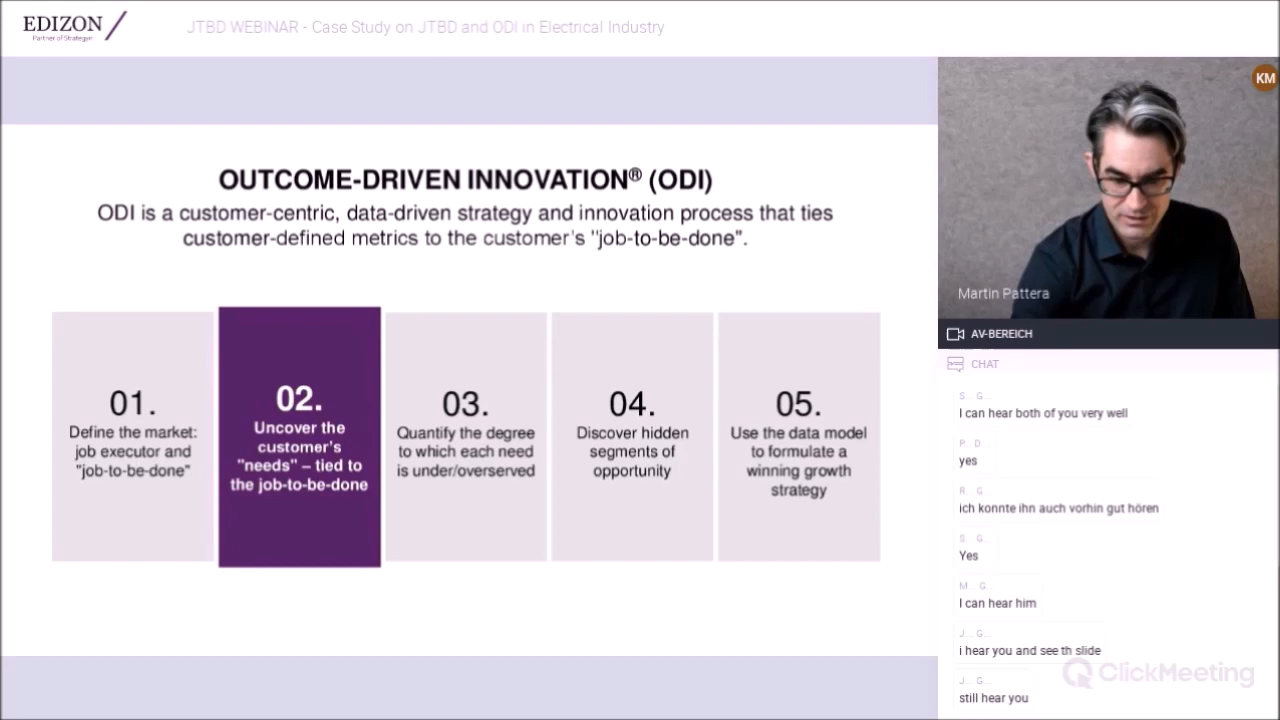 EDIZON
Partner of Strategyn
JTBD WEBINAR - Case Study on JTBD and ODI in Electrical Industry
OUTCOME-DRIVEN INNOVATION® (ODI)
ODI is a customer-centric, data-driven strategy and innovation process that ties
customer-defined metrics to the customer's "job-to-be-done".
01.
Define the market:
job executor and
"job-to-be-done"
02.
Uncover the
customer's
"needs" – tied to
the job-to-be-done
03.
Quantify the degree
to which each need
is under/overserved
04.
Discover hidden
segments of
opportunity
05.
Use the data model
to formulate a
winning growth
strategy
KM
Martin Pattera
AV-BEREICH
CHAT
S... G...
I can hear both of you very well
P... D...
yes
R... G...
ich konnte ihn auch vorhin gut hören
S... G...
Yes
M... G...
I can hear him
J... G...
i hear you and see th slide
J... G...
still hear you
ClickMeeting